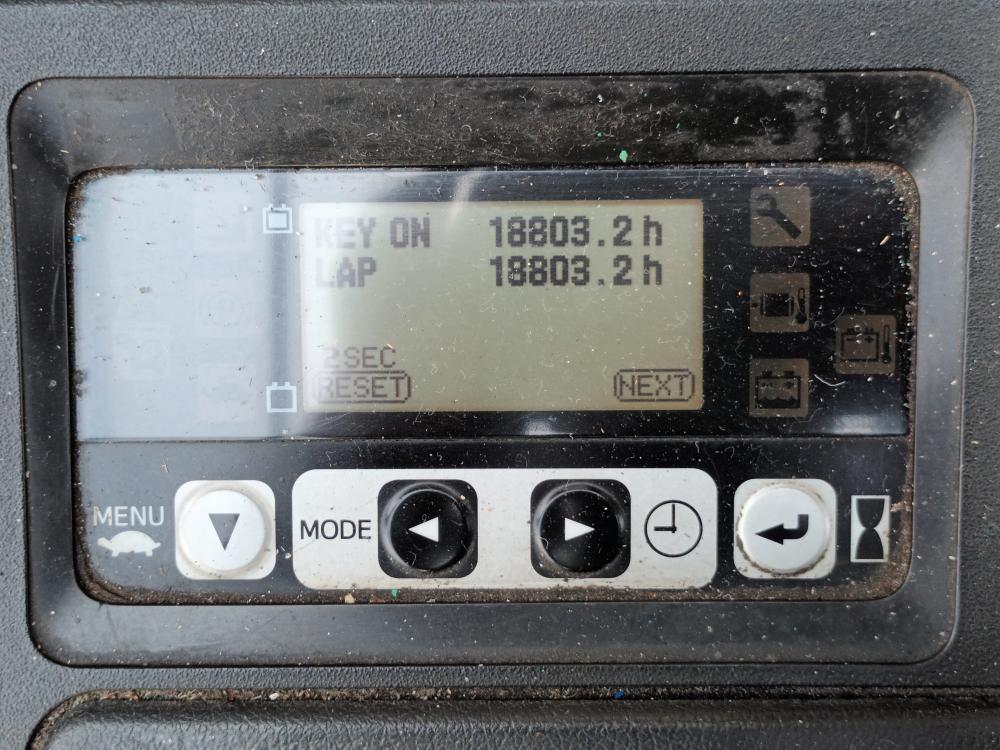 KEY ON 18803.2 h
LAP 18803.2 h
2SEC
RESET NEXT
MENU MODE